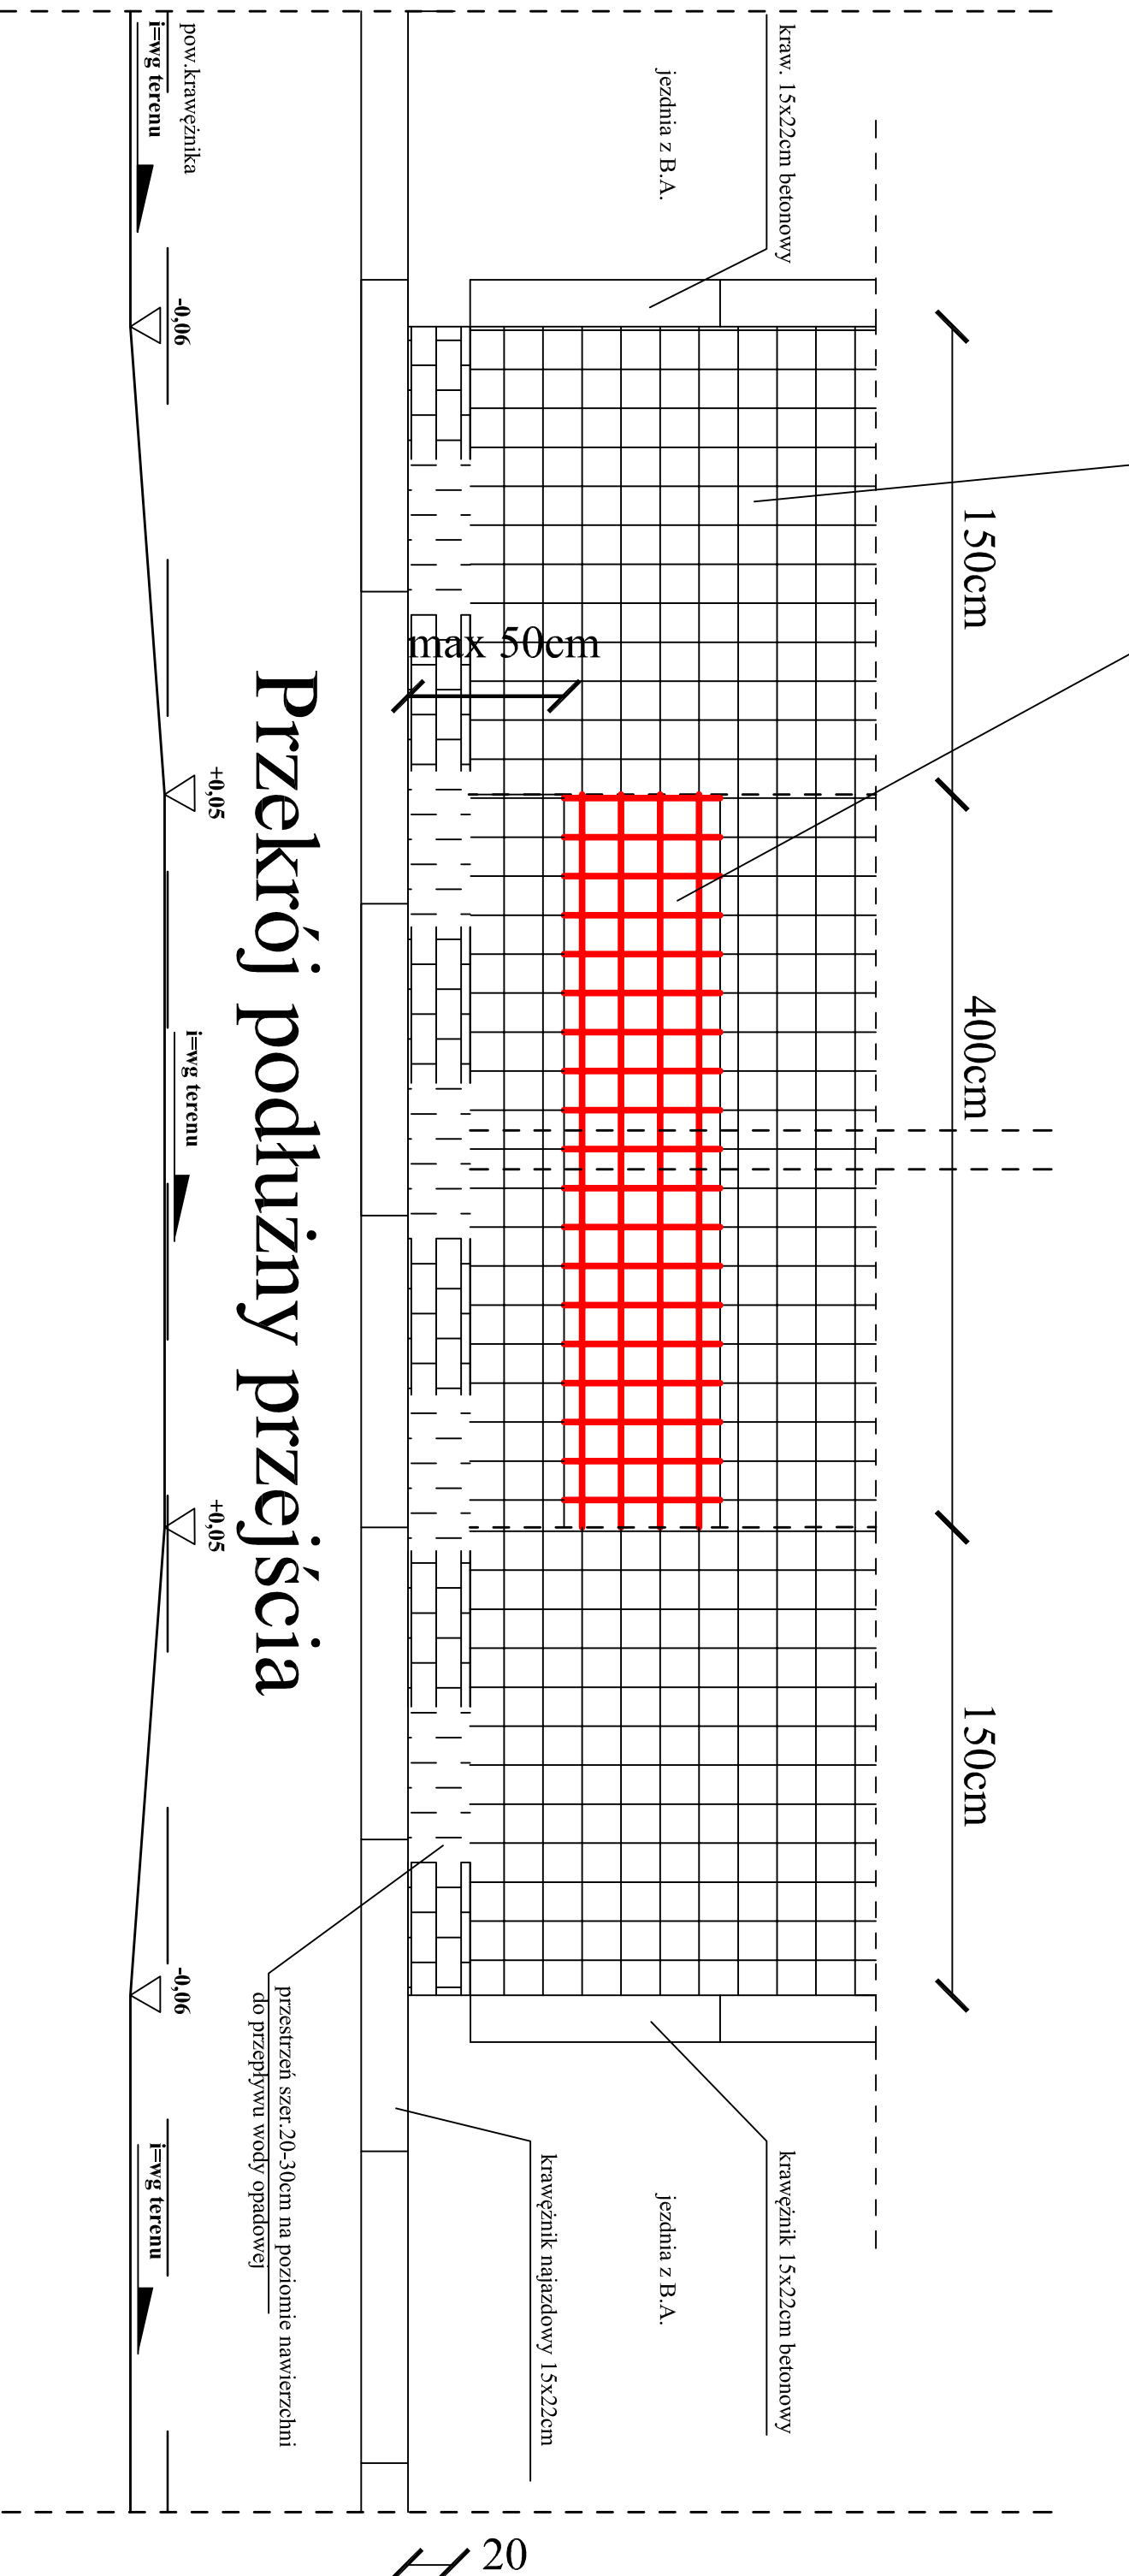 150cm
400cm
150cm
kraw. 15x22cm betonowy
krawężnik 15x22cm betonowy
jezdnia z B.A.
jezdnia z B.A.
max 50cm
krawężnik najazdowy 15x22cm
przestrzeń szer.20-30cm na poziomie nawierzchni
do przepływu wody opadowej
Przekrój podłużny przejścia
+0,05
+0,05
pow.krawężnika
i=wg terenu
-0,06
i=wg terenu
-0,06
i=wg terenu
20